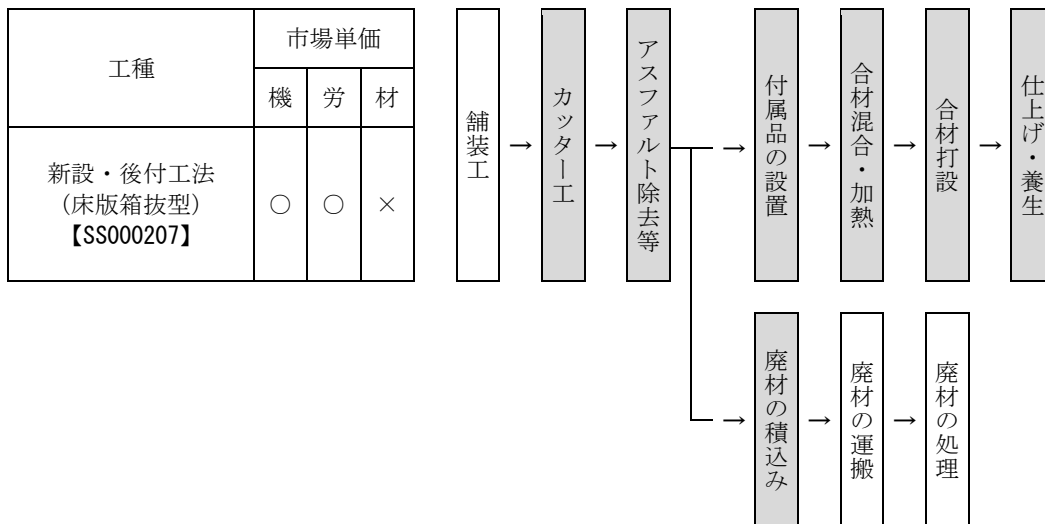 工種
市場単価
機
労
材
新設・後付工法
(床版箱抜型)
【SS000207】
○
○
×
舗装工
→
カッター工
→
アスファルト除去等
→
付属品の設置
→
合材混合・加熱
→
合材打設
→
仕上げ・養生
→
廃材の積込み
→
廃材の運搬
→
廃材の処理